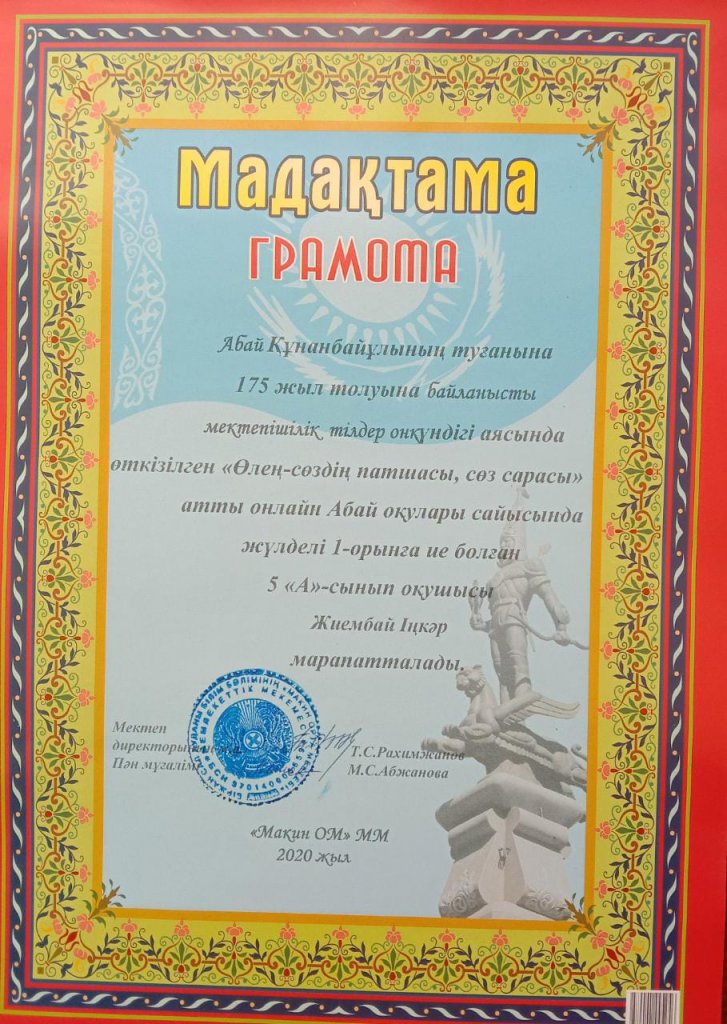 Мадақтама
ГРАМОТА
Абай Құнанбайұлының туғанына
175 жыл толуына байланысты
мектепішілік тілдер онкүндігі аясында
өткізілген «Өлең-сөздің патшасы, сөз сарасы»
атты онлайн Абай оқулары сайысында
жүлделі 1-орынға ие болған
5 «А»-сынып оқушысы
Жиембай Іңкәр
марапатталады.
Мектеп
директоры Т.С.Рахимжанов
Пән мұғалімі М.С.Абжанова
«Мақин ОМ» ММ
2020 жыл